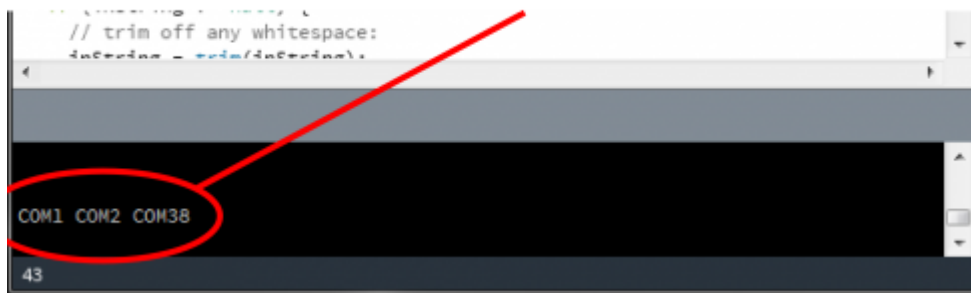 // trim off any whitespace:
inString = trim(inString);
COM1 COM2 COM38
43